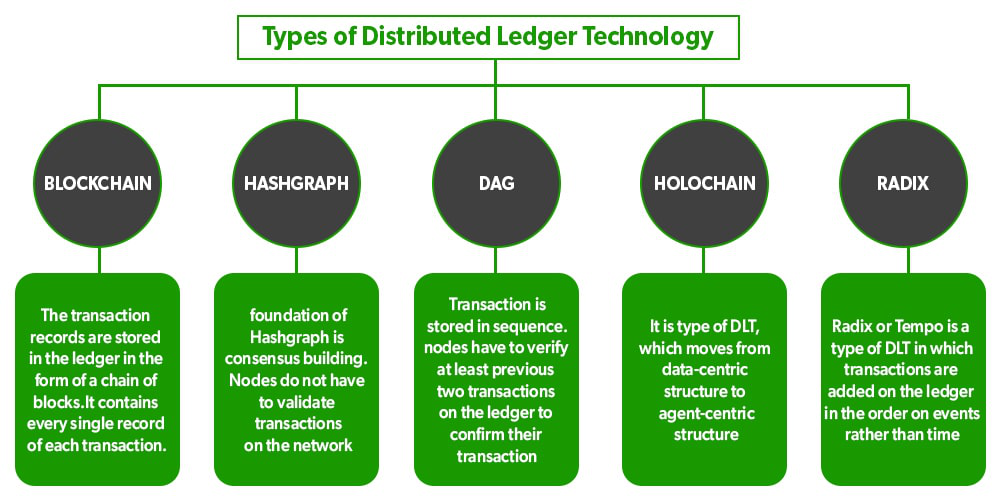 Types of Distributed Ledger Technology
BLOCKCHAIN
HASHGRAPH
DAG
HOLOCHAIN
RADIX
The transaction
records are stored
in the ledger in the
form of a chain of
blocks.It contains
every single record
of each transaction.
foundation of
Hashgraph is
consensus building.
Nodes do not have
to validate
transactions
on the network
Transaction is
stored in sequence.
nodes have to verify
at least previous
two transactions
on the ledger to
confirm their
transaction
It is type of DLT,
which moves from
data-centric
structure to
agent-centric
structure
Radix or Tempo is a
type of DLT in which
transactions are
added on the ledger
in the order on events
rather than time